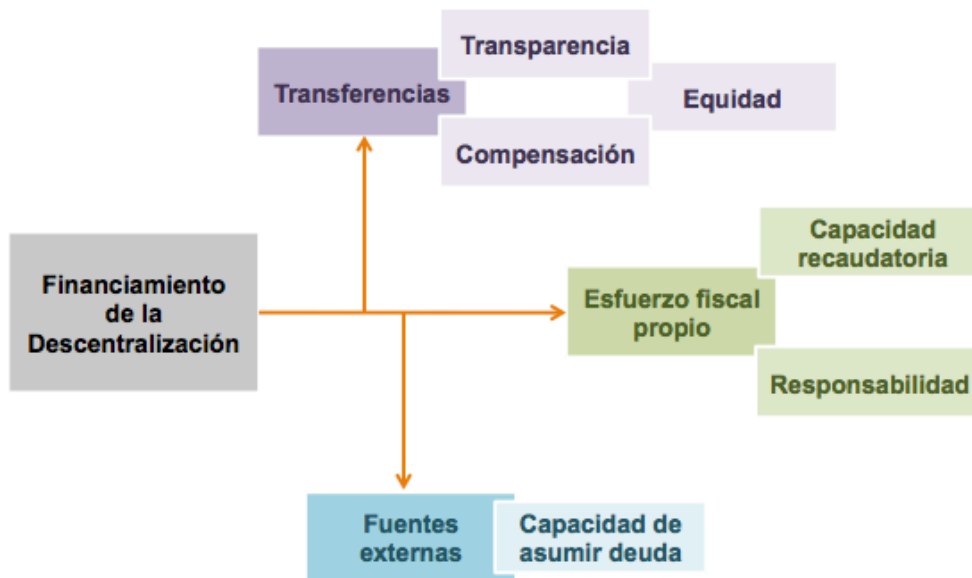 Transparencia
Transferencias
Equidad
Compensación
Capacidad
recaudatoria
Financiamiento
de la
Descentralización
Esfuerzo fiscal
propio
Responsabilidad
Fuentes
externas
Capacidad de
asumir deuda